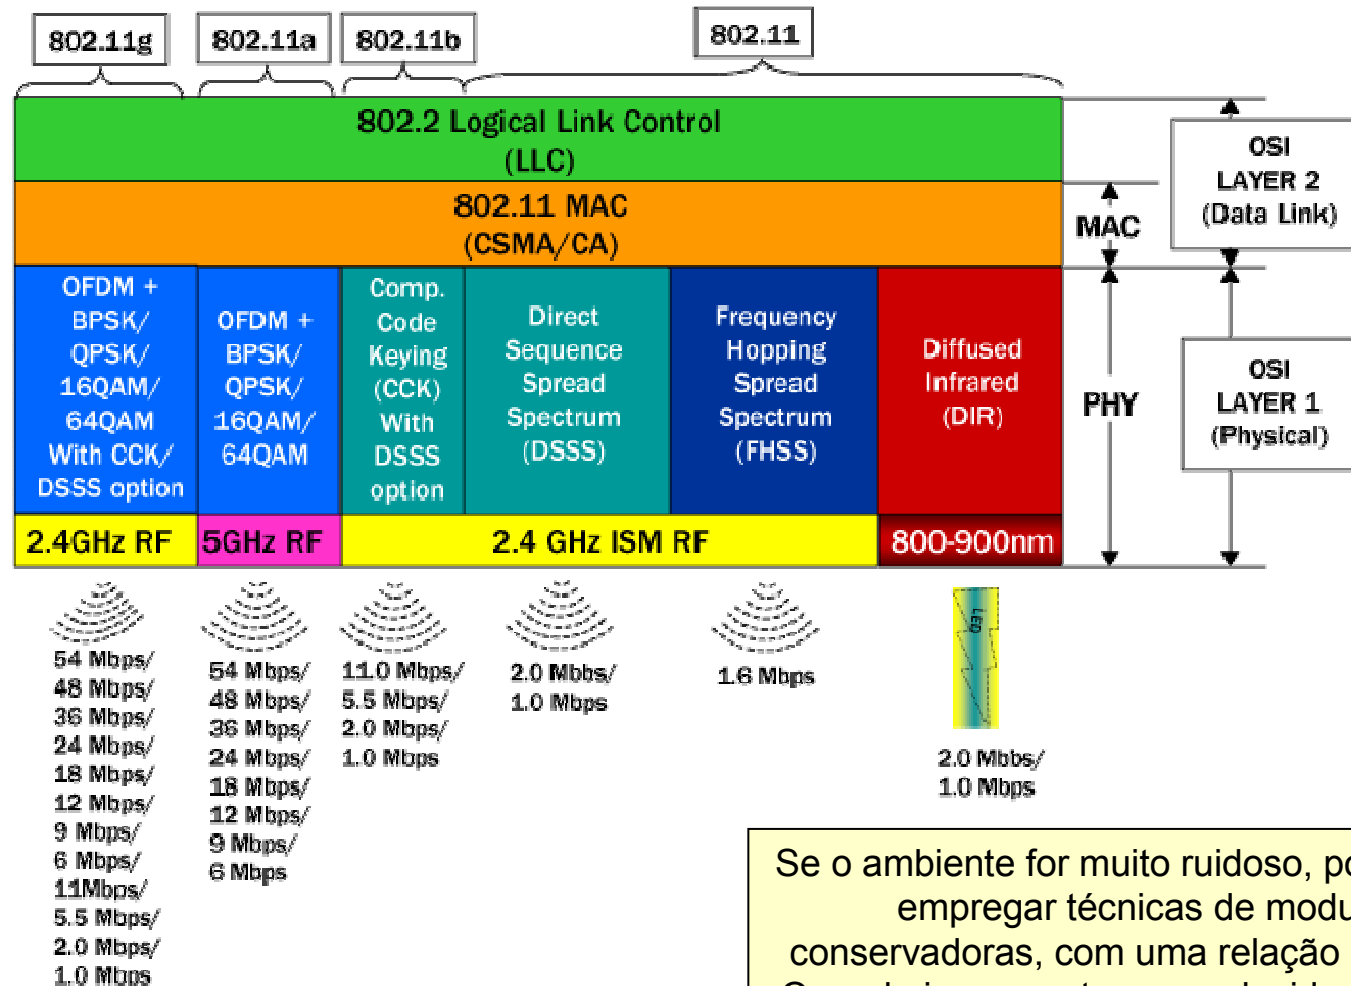 802.11g
802.11a
802.11b
802.11
802.2 Logical Link Control
(LLC)
802.11 MAC
(CSMA/CA)
OFDM +
BPSK/
QPSK/
16QAM/
64QAM
With CCK/
DSSS option
OFDM +
BPSK/
QPSK/
16QAM/
64QAM
Comp.
Code
Keying
(CCK)
With
DSSS
option
Direct
Sequence
Spread
Spectrum
(DSSS)
Frequency
Hopping
Spread
Spectrum
(FHSS)
Diffused
Infrared
(DIR)
2.4GHz RF
5GHz RF
2.4 GHz ISM RF
800-900nm
MAC
PHY
OSI
LAYER 2
(Data Link)
OSI
LAYER 1
(Physical)
54 Mbps/
48 Mbps/
36 Mbps/
24 Mbps/
18 Mbps/
12 Mbps/
9 Mbps/
6 Mbps/
11Mbps/
5.5 Mbps/
2.0 Mbps/
1.0 Mbps
54 Mbps/
48 Mbps/
36 Mbps/
24 Mbps/
18 Mbps/
12 Mbps/
9 Mbps/
6 Mbps
11.0 Mbps/
5.5 Mbps/
2.0 Mbps/
1.0 Mbps
2.0 Mbbs/
1.0 Mbps
1.6 Mbps
LED
2.0 Mbbs/
1.0 Mbps
Se o ambiente for muito ruidoso,
empregar técnicas de
conservadoras, com uma relação